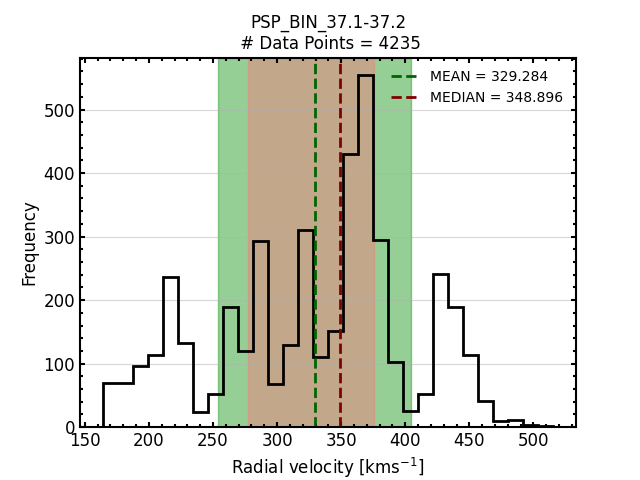 PSP_BIN_37.1-37.2
# Data Points = 4235
MEAN = 329.284
MEDIAN = 348.896
Frequency
500
400
300
200
100
0
150 200 250 300 350 400 450 500
Radial velocity [kms⁻¹]